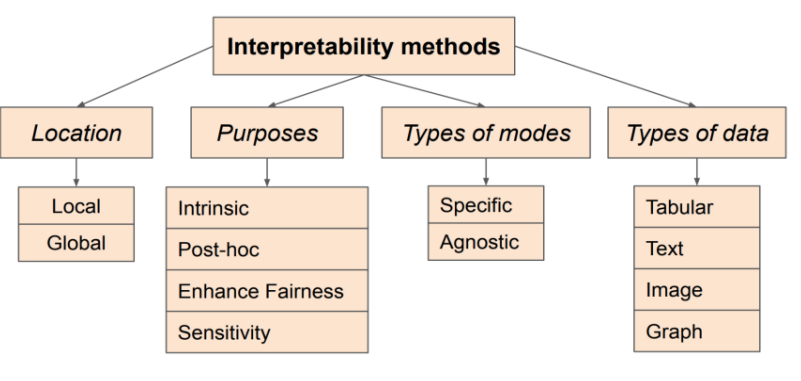 Interpretability methods
Location
Purposes
Types of modes
Types of data
Local
Global
Intrinsic
Post-hoc
Enhance Fairness
Sensitivity
Specific
Agnostic
Tabular
Text
Image
Graph